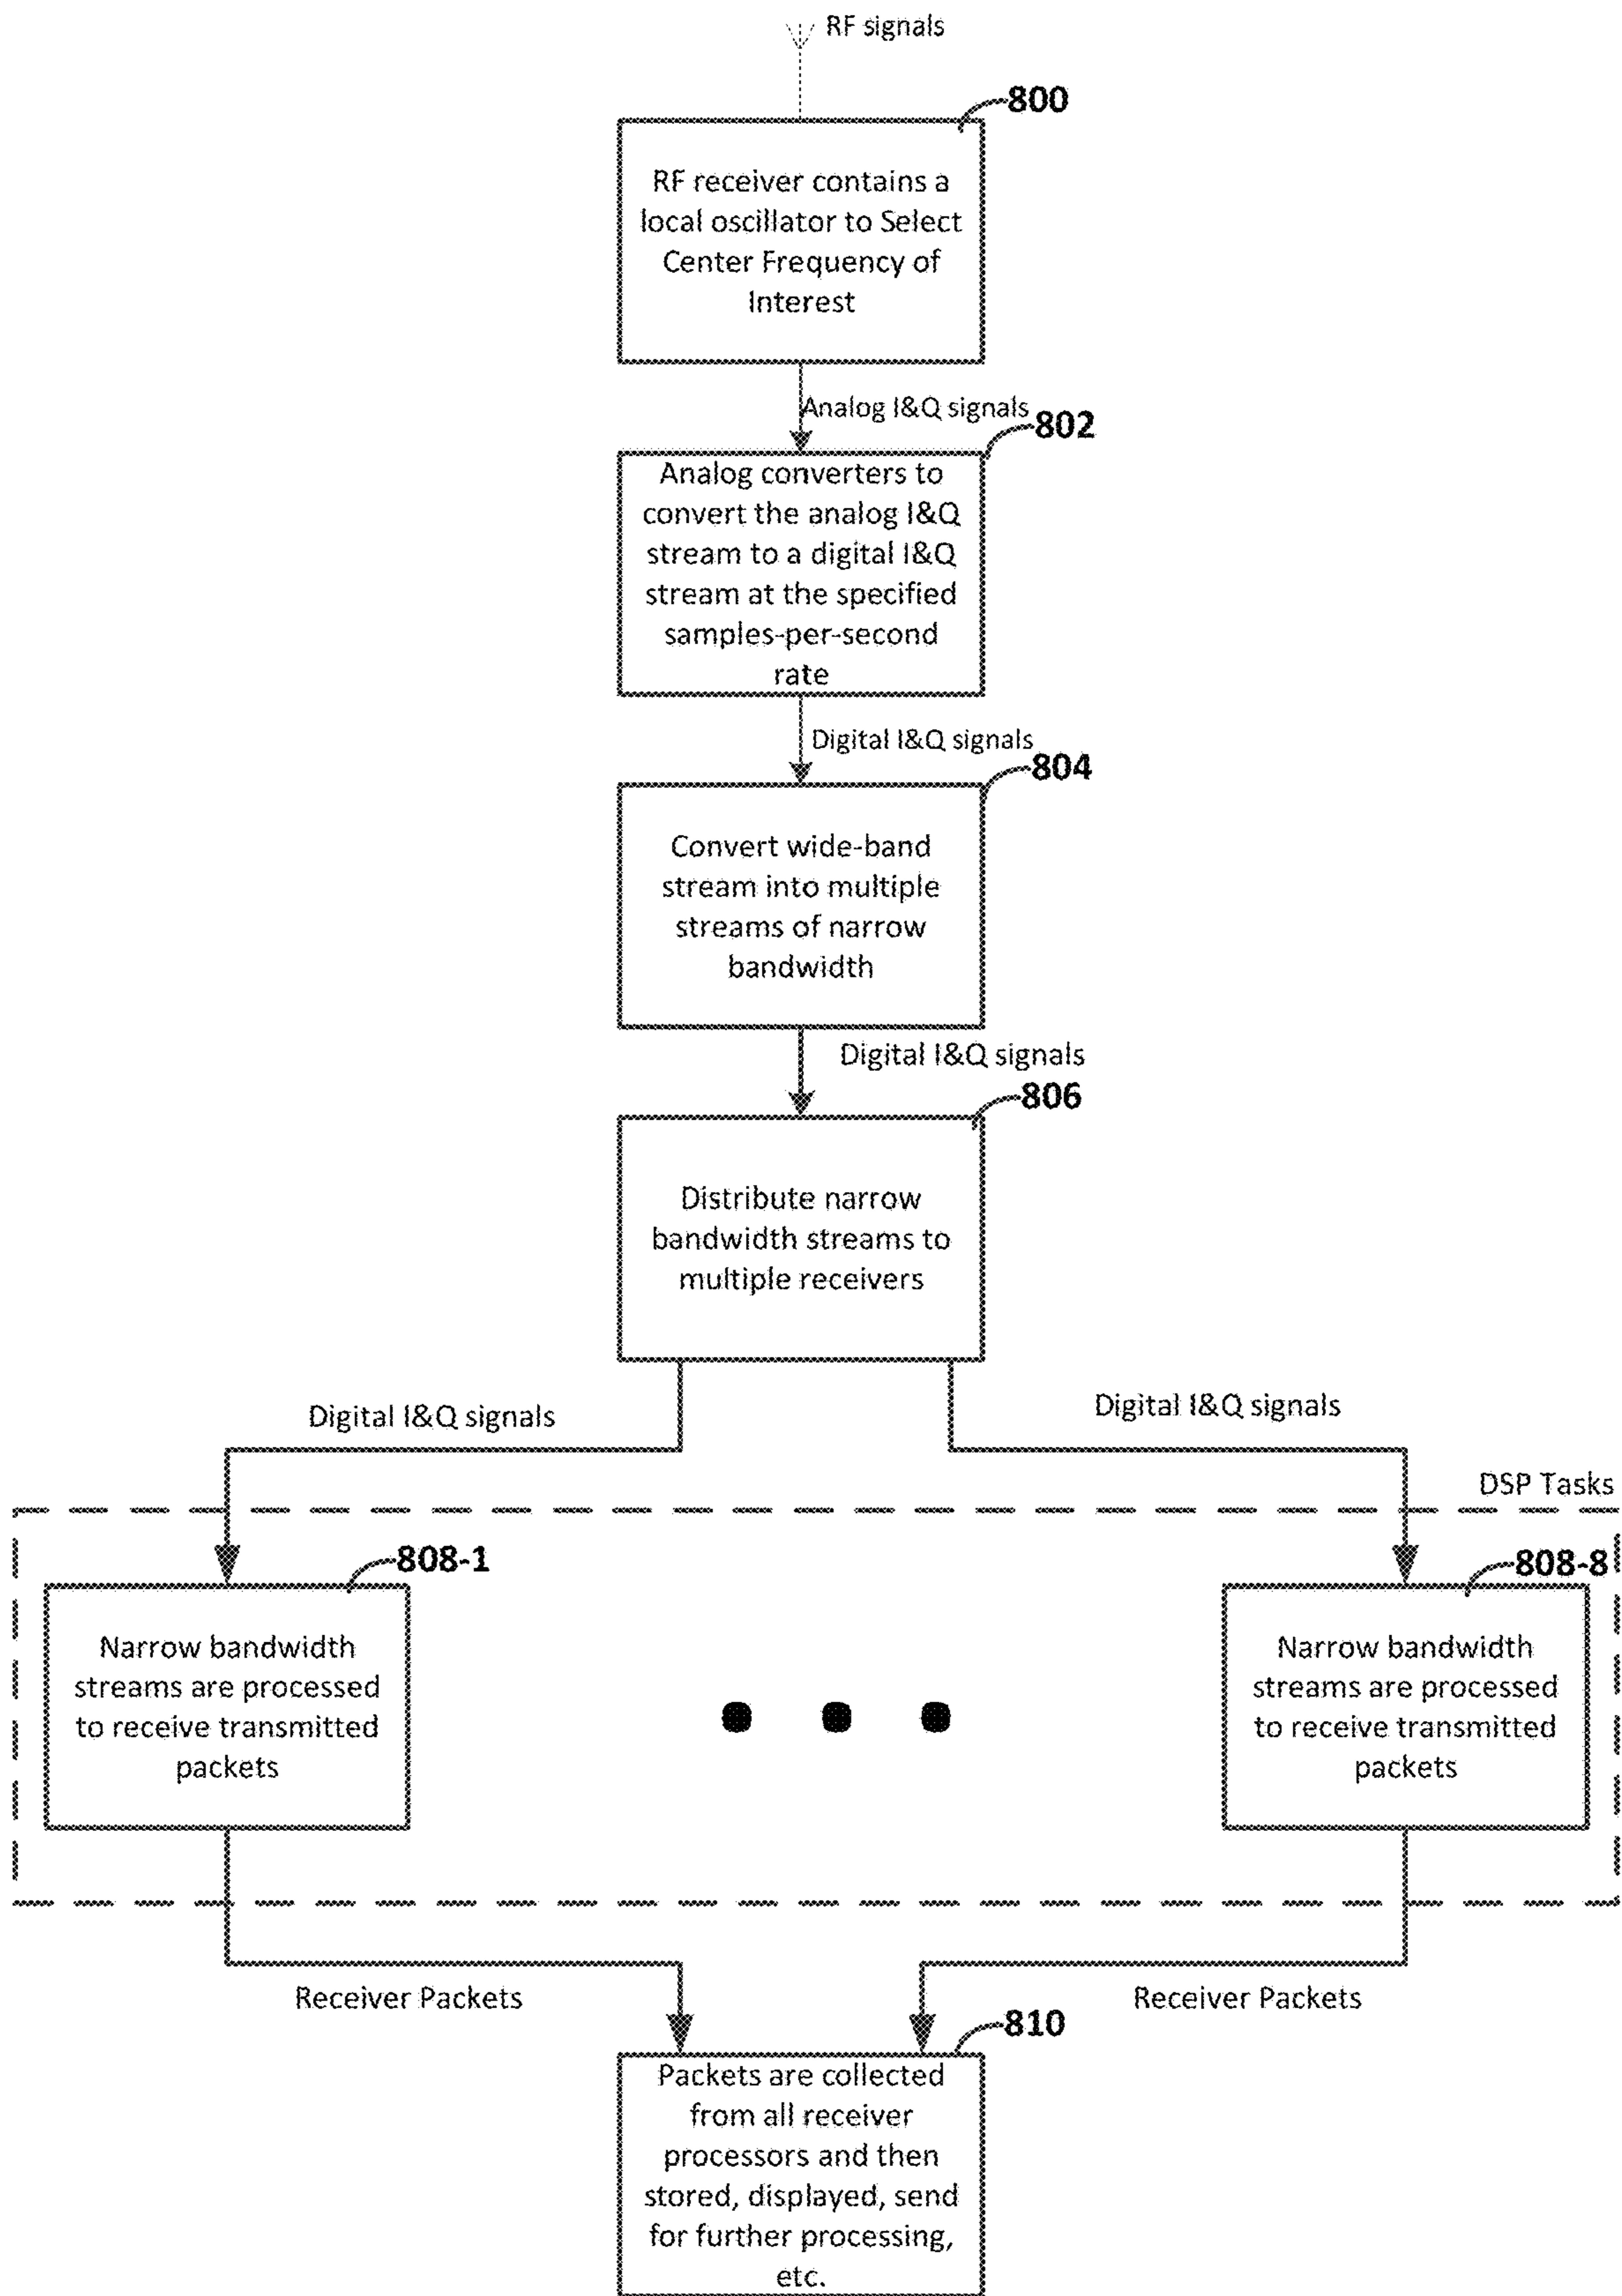 RF signals
800
RF receiver contains a
local oscillator to Select
Center Frequency of
Interest
Analog I&Q signals
802
Analog converters to
convert the analog I&Q
stream to a digital I&Q
stream at the specified
samples-per-second
rate
Digital I&Q signals
804
Convert wide-band
stream into multiple
streams of narrow
bandwidth
Digital I&Q signals
806
Distribute narrow
bandwidth streams to
multiple receivers
Digital I&Q signals
Digital I&Q signals
DSP Tasks
808-1
Narrow bandwidth
streams are processed
to receive transmitted
packets
808-8
Narrow bandwidth
streams are processed
to receive transmitted
packets
Receiver Packets
Receiver Packets
810
Packets are collected
from all receiver
processors and then
stored, displayed, send
for further processing,
etc.